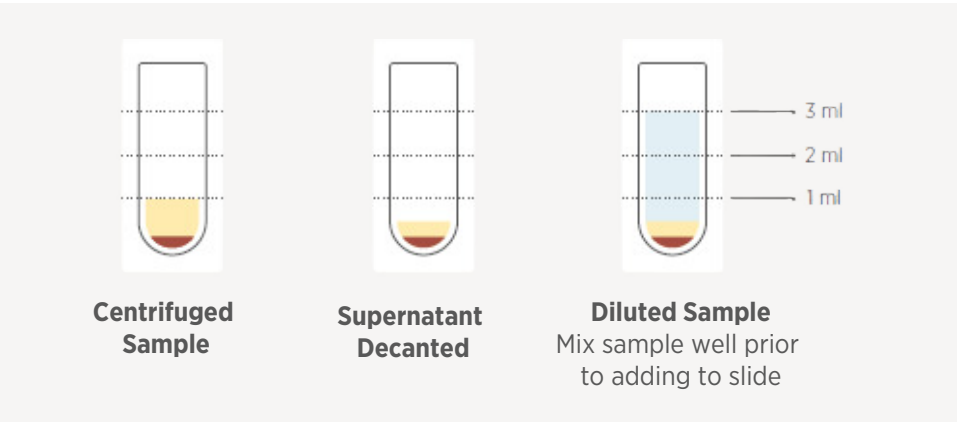 3 ml
2 ml
1 ml
Centrifuged
Sample
Supernatant
Decanted
Diluted Sample
Mix sample well prior
to adding to slide